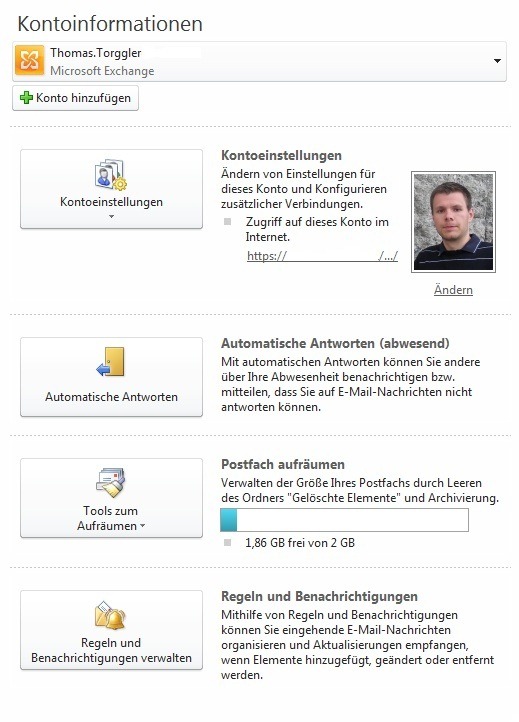 Kontoinformationen
Thomas.Torggler
Microsoft Exchange
Konto hinzufügen
Kontoeinstellungen
Kontoeinstellungen
Ändern von Einstellungen für
dieses Konto und Konfigurieren
zusätzlicher Verbindungen.
Zugriff auf dieses Konto im
Internet.
https:// /.../
Ändern
Automatische Antworten
Automatische Antworten (abwesend)
Mit automatischen Antworten können Sie andere
über Ihre Abwesenheit benachrichtigen bzw.
mitteilen, dass Sie auf E-Mail-Nachrichten nicht
antworten können.
Tools zum
Aufräumen
Postfach aufräumen
Verwalten der Größe Ihres Postfachs durch Leeren
des Ordners "Gelöschte Elemente" und Archivierung.
1,86 GB frei von 2 GB
Regeln und
Benachrichtigungen verwalten
Regeln und Benachrichtigungen
Mithilfe von Regeln und Benachrichtigungen
können Sie eingehende E-Mail-Nachrichten
organisieren und Aktualisierungen empfangen,
wenn Elemente hinzugefügt, geändert oder entfernt
werden.